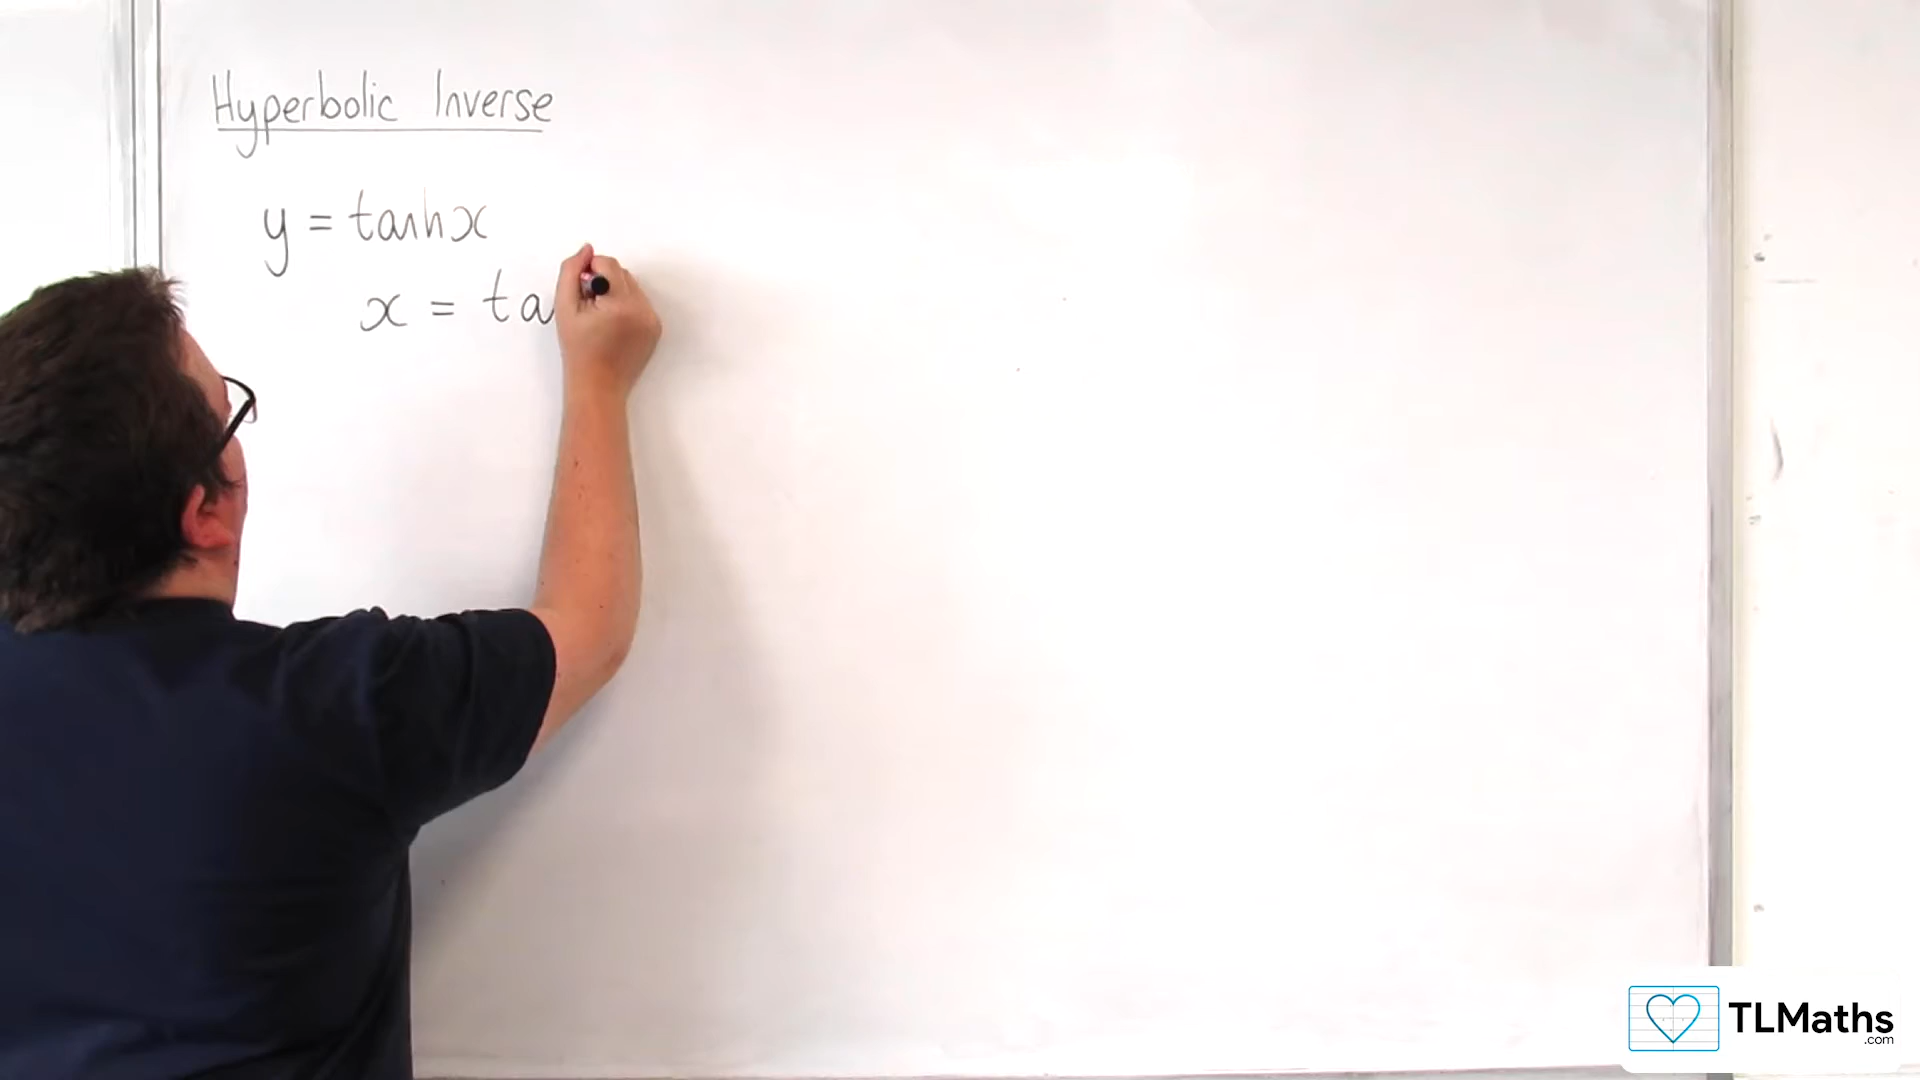 Hyperbolic Inverse
y = tanhx
x = ta
TLMaths
.com